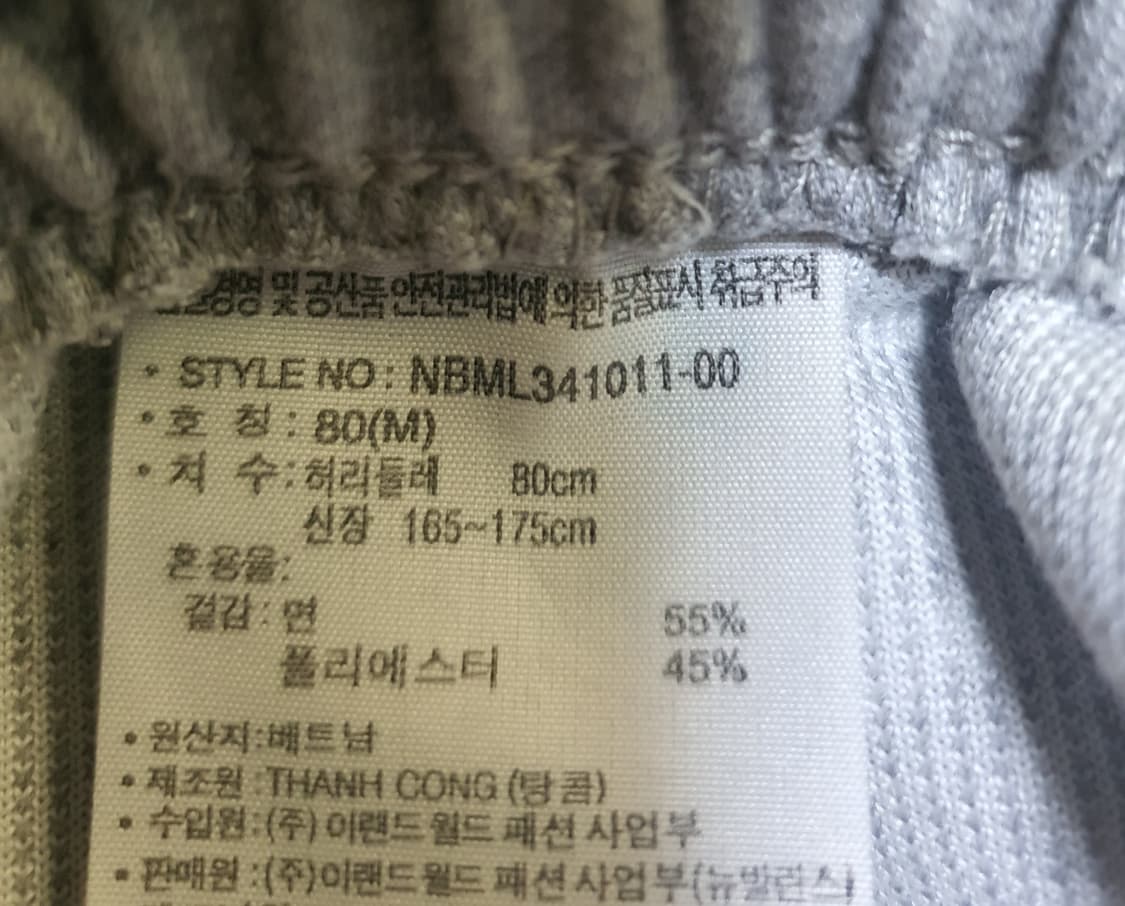 및 공산품 안전관리법에 의한 품질표시 취급주의
• STYLE NO: NBML341011-00
• 호 칭: 80(M)
• 치 수: 허리둘레 80cm
신장 165~175cm
혼용율:
겉감: 면 55%
폴리에스터 45%
• 원산지:베트남
• 제조원 :THANH CONG (탕콤)
• 수입원:(주) 이랜드월드 패션 사업부
• 판매원 :(주)이랜드월드 패션사업부(뉴발란스)